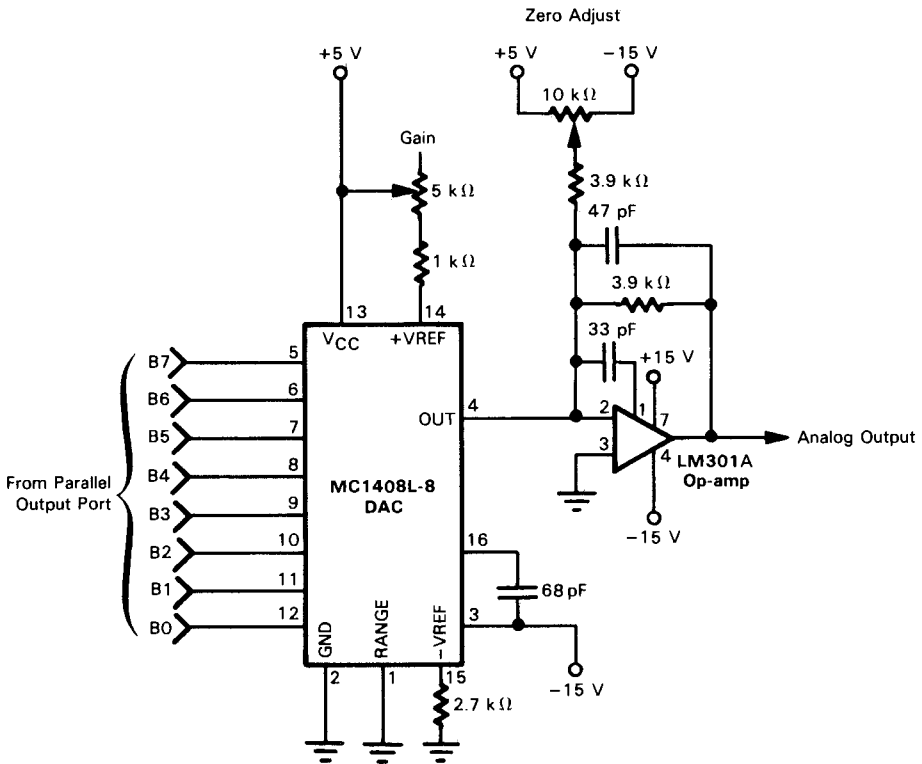 Zero Adjust
+5 V
+5 V
−15 V
10 kΩ
Gain
5 kΩ
3.9 kΩ
47 pF
1 kΩ
3.9 kΩ
13
14
VCC
+VREF
33 pF
+15 V
B7
5
B6
6
B5
7
B4
8
B3
9
B2
10
B1
11
B0
12
From Parallel
Output Port
MC1408L-8
DAC
OUT
4
2
1
7
3
4
LM301A
Op-amp
Analog Output
−15 V
16
68 pF
3
−15 V
GND
RANGE
−VREF
2
1
15
2.7 kΩ